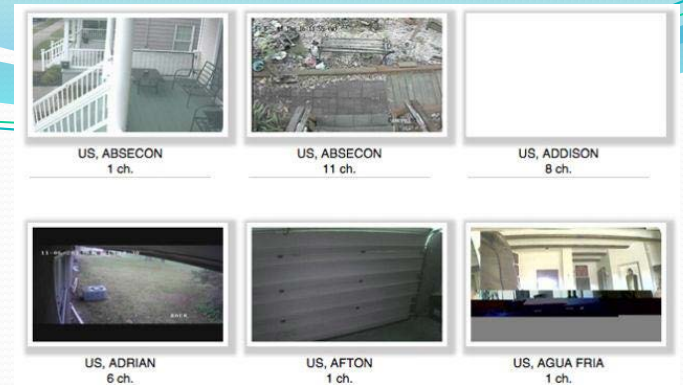 US, ABSECON
1 ch.
US, ABSECON
11 ch.
US, ADDISON
8 ch.
US, ADRIAN
6 ch.
US, AFTON
1 ch.
US, AGUA FRIA
1 ch.